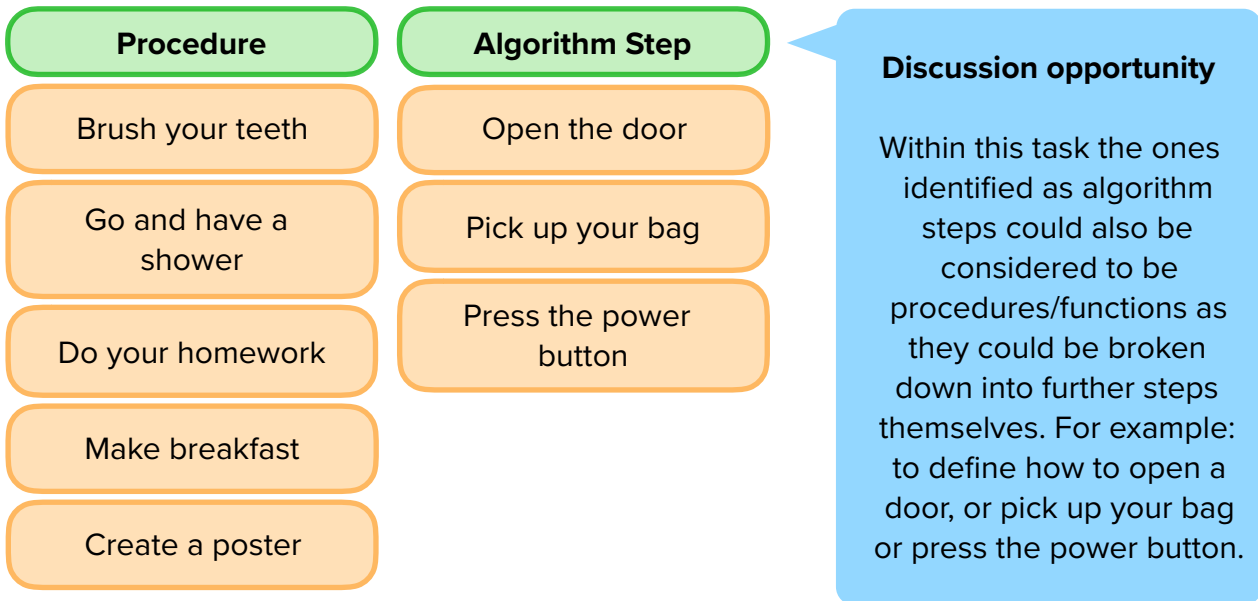 Procedure
Brush your teeth
Go and have a
shower
Do your homework
Make breakfast
Create a poster
Algorithm Step
Open the door
Pick up your bag
Press the power
button
Discussion opportunity
Within this task the ones
identified as algorithm
steps could also be
considered to be
procedures/functions as
they could be broken
down into further steps
themselves. For example:
to define how to open a
door, or pick up your bag
or press the power button.